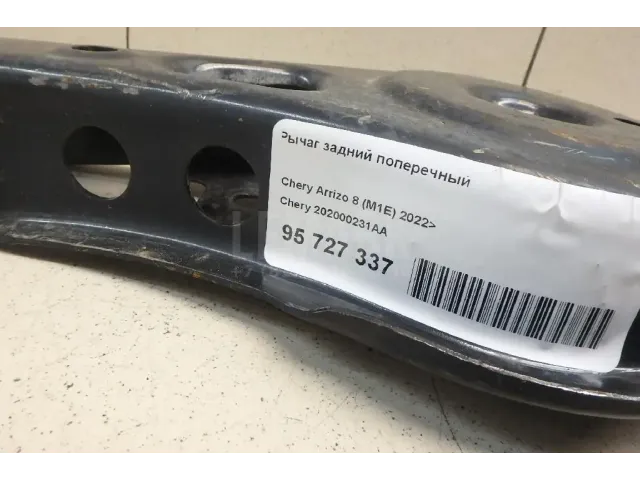 Рычаг задний поперечный
Chery Arrizo 8 (M1E) 2022>
Chery 202000231AA
95 727 337